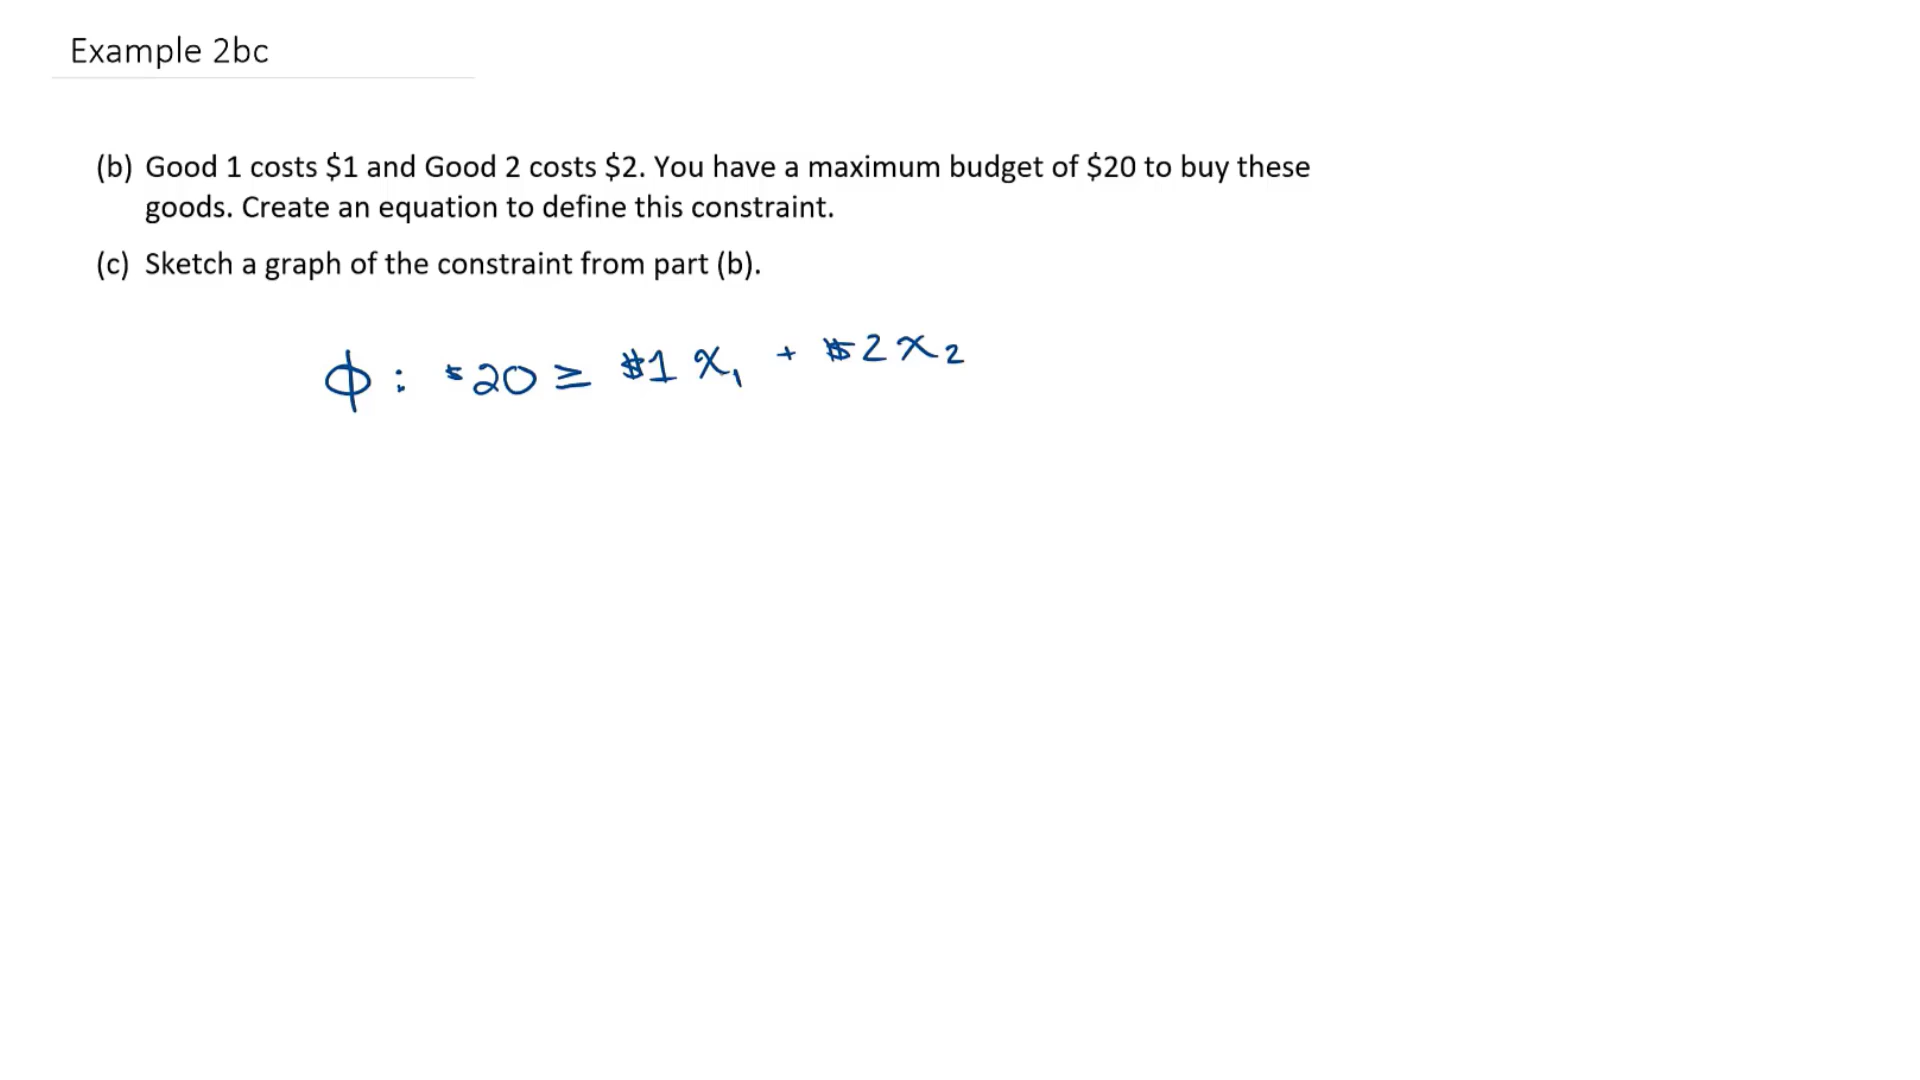 Example 2bc
(b) Good 1 costs $1 and Good 2 costs $2. You have a maximum budget of $20 to buy these
goods. Create an equation to define this constraint.
(c) Sketch a graph of the constraint from part (b).
ϕ : $20 ≥ $1 x₁ + $2 x₂